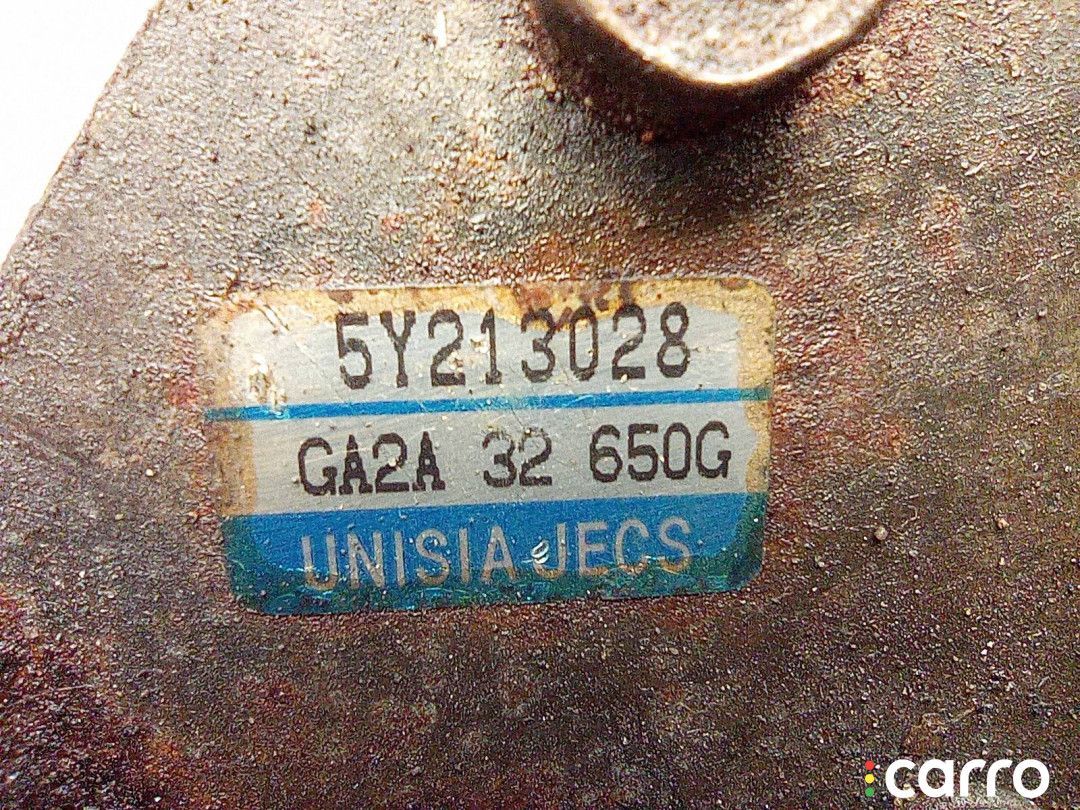 5Y213028
GA2A 32 650G
UNISIA JECS
carro